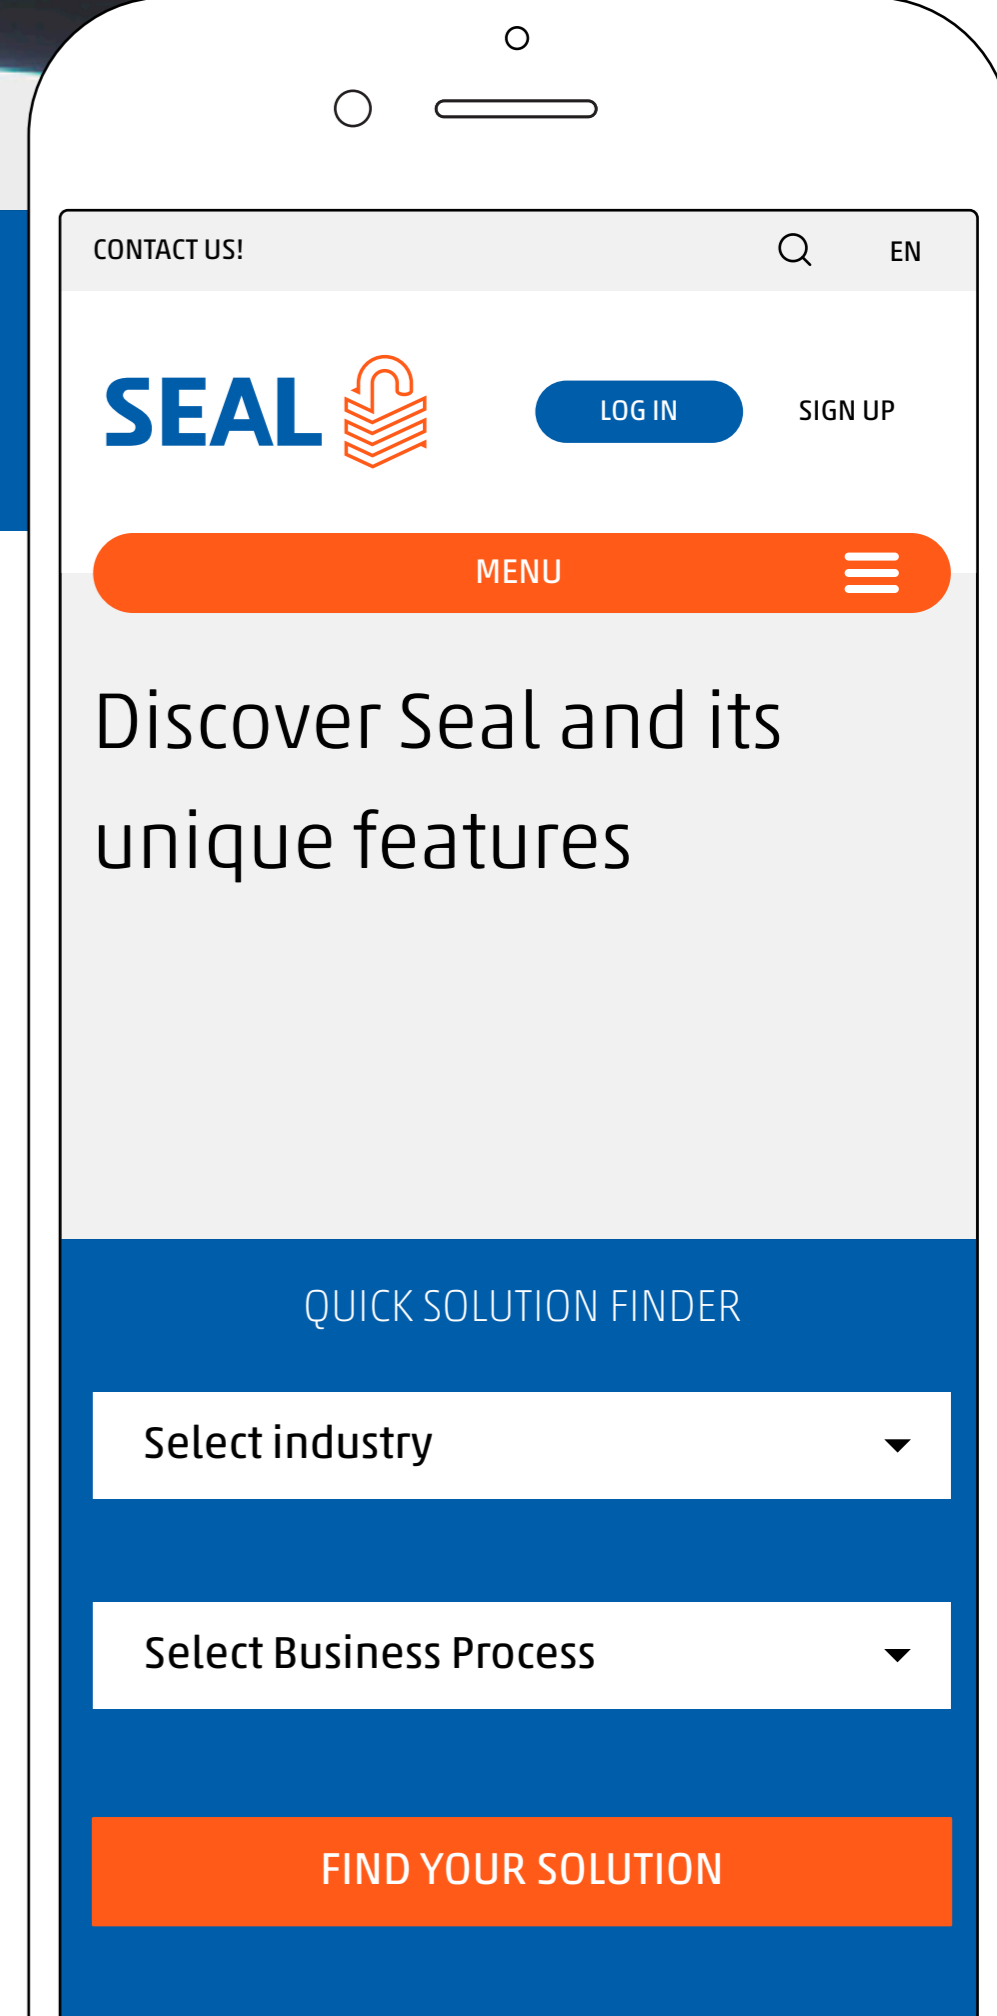 CONTACT US!
EN
SEAL
LOG IN
SIGN UP
MENU
Discover Seal and its
unique features
QUICK SOLUTION FINDER
Select industry
Select Business Process
FIND YOUR SOLUTION